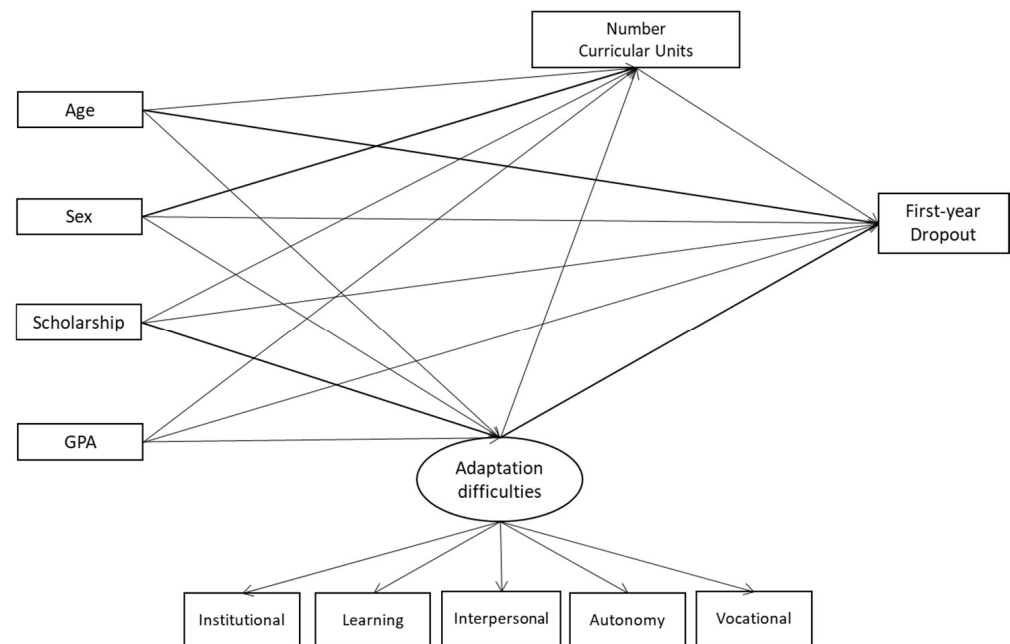 Number
Curricular Units
Age
Sex
First-year
Dropout
Scholarship
GPA
Adaptation
difficulties
Institutional
Learning
Interpersonal
Autonomy
Vocational